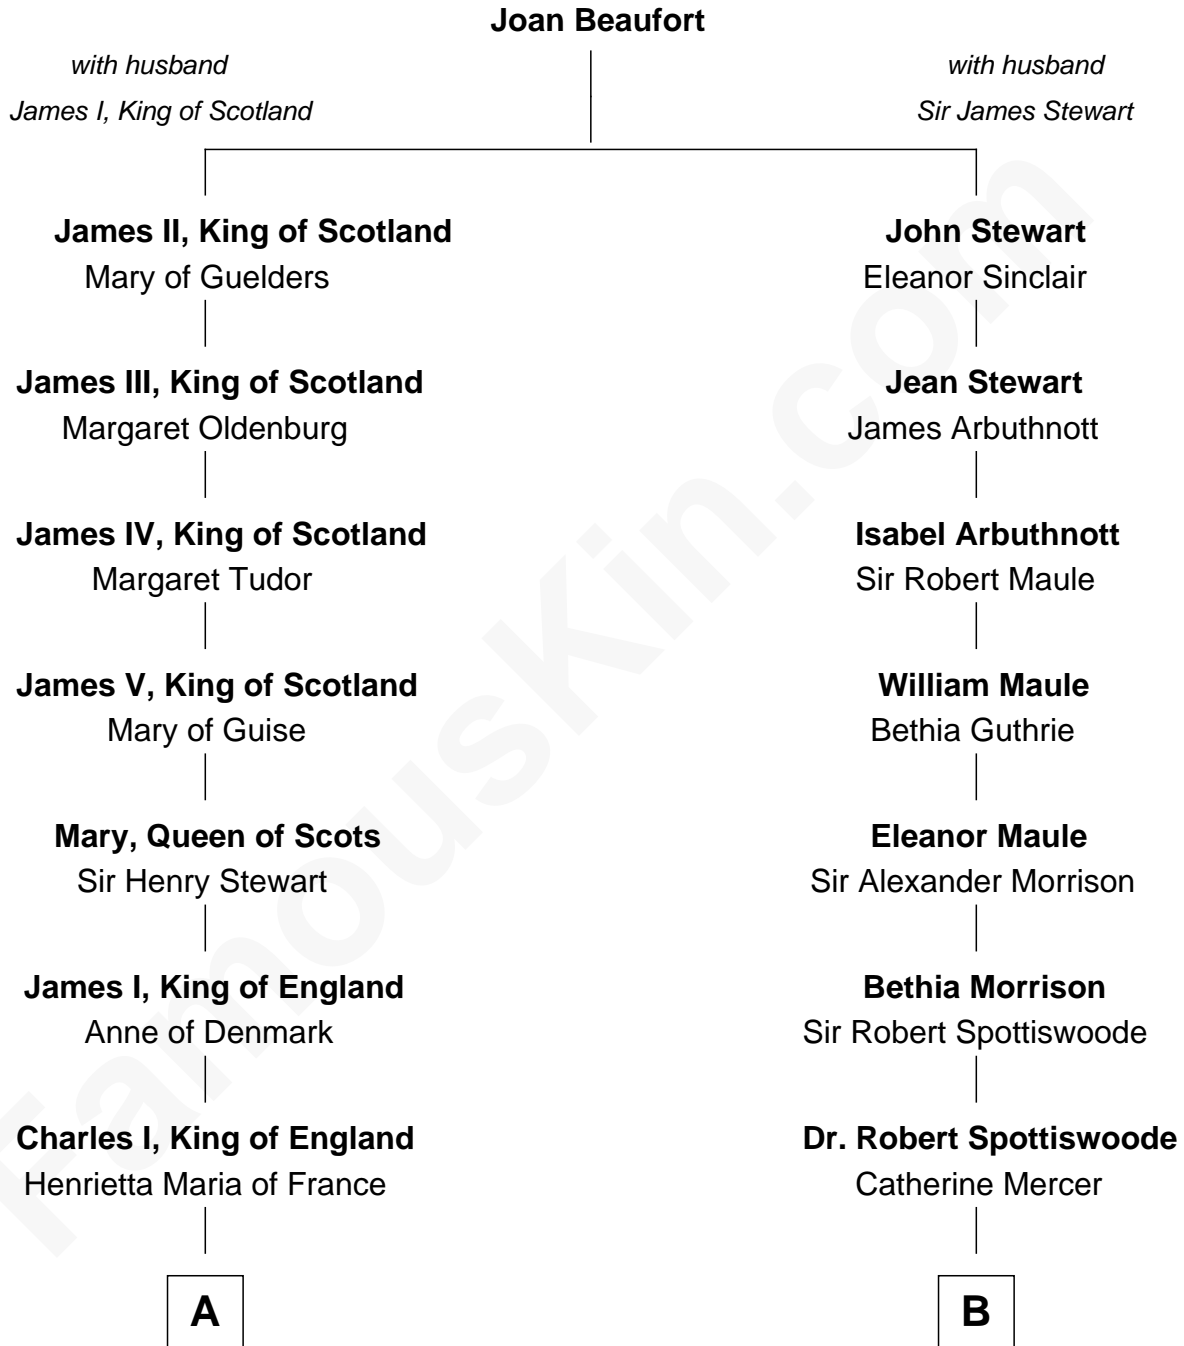 Joan Beaufort
with husband
James I, King of Scotland
with husband
Sir James Stewart
James II, King of Scotland
Mary of Guelders
James III, King of Scotland
Margaret Oldenburg
James IV, King of Scotland
Margaret Tudor
James V, King of Scotland
Mary of Guise
Mary, Queen of Scots
Sir Henry Stewart
James I, King of England
Anne of Denmark
Charles I, King of England
Henrietta Maria of France
A
John Stewart
Eleanor Sinclair
Jean Stewart
James Arbuthnott
Isabel Arbuthnott
Sir Robert Maule
William Maule
Bethia Guthrie
Eleanor Maule
Sir Alexander Morrison
Bethia Morrison
Sir Robert Spottiswoode
Dr. Robert Spottiswoode
Catherine Mercer
B
FamousKin.com